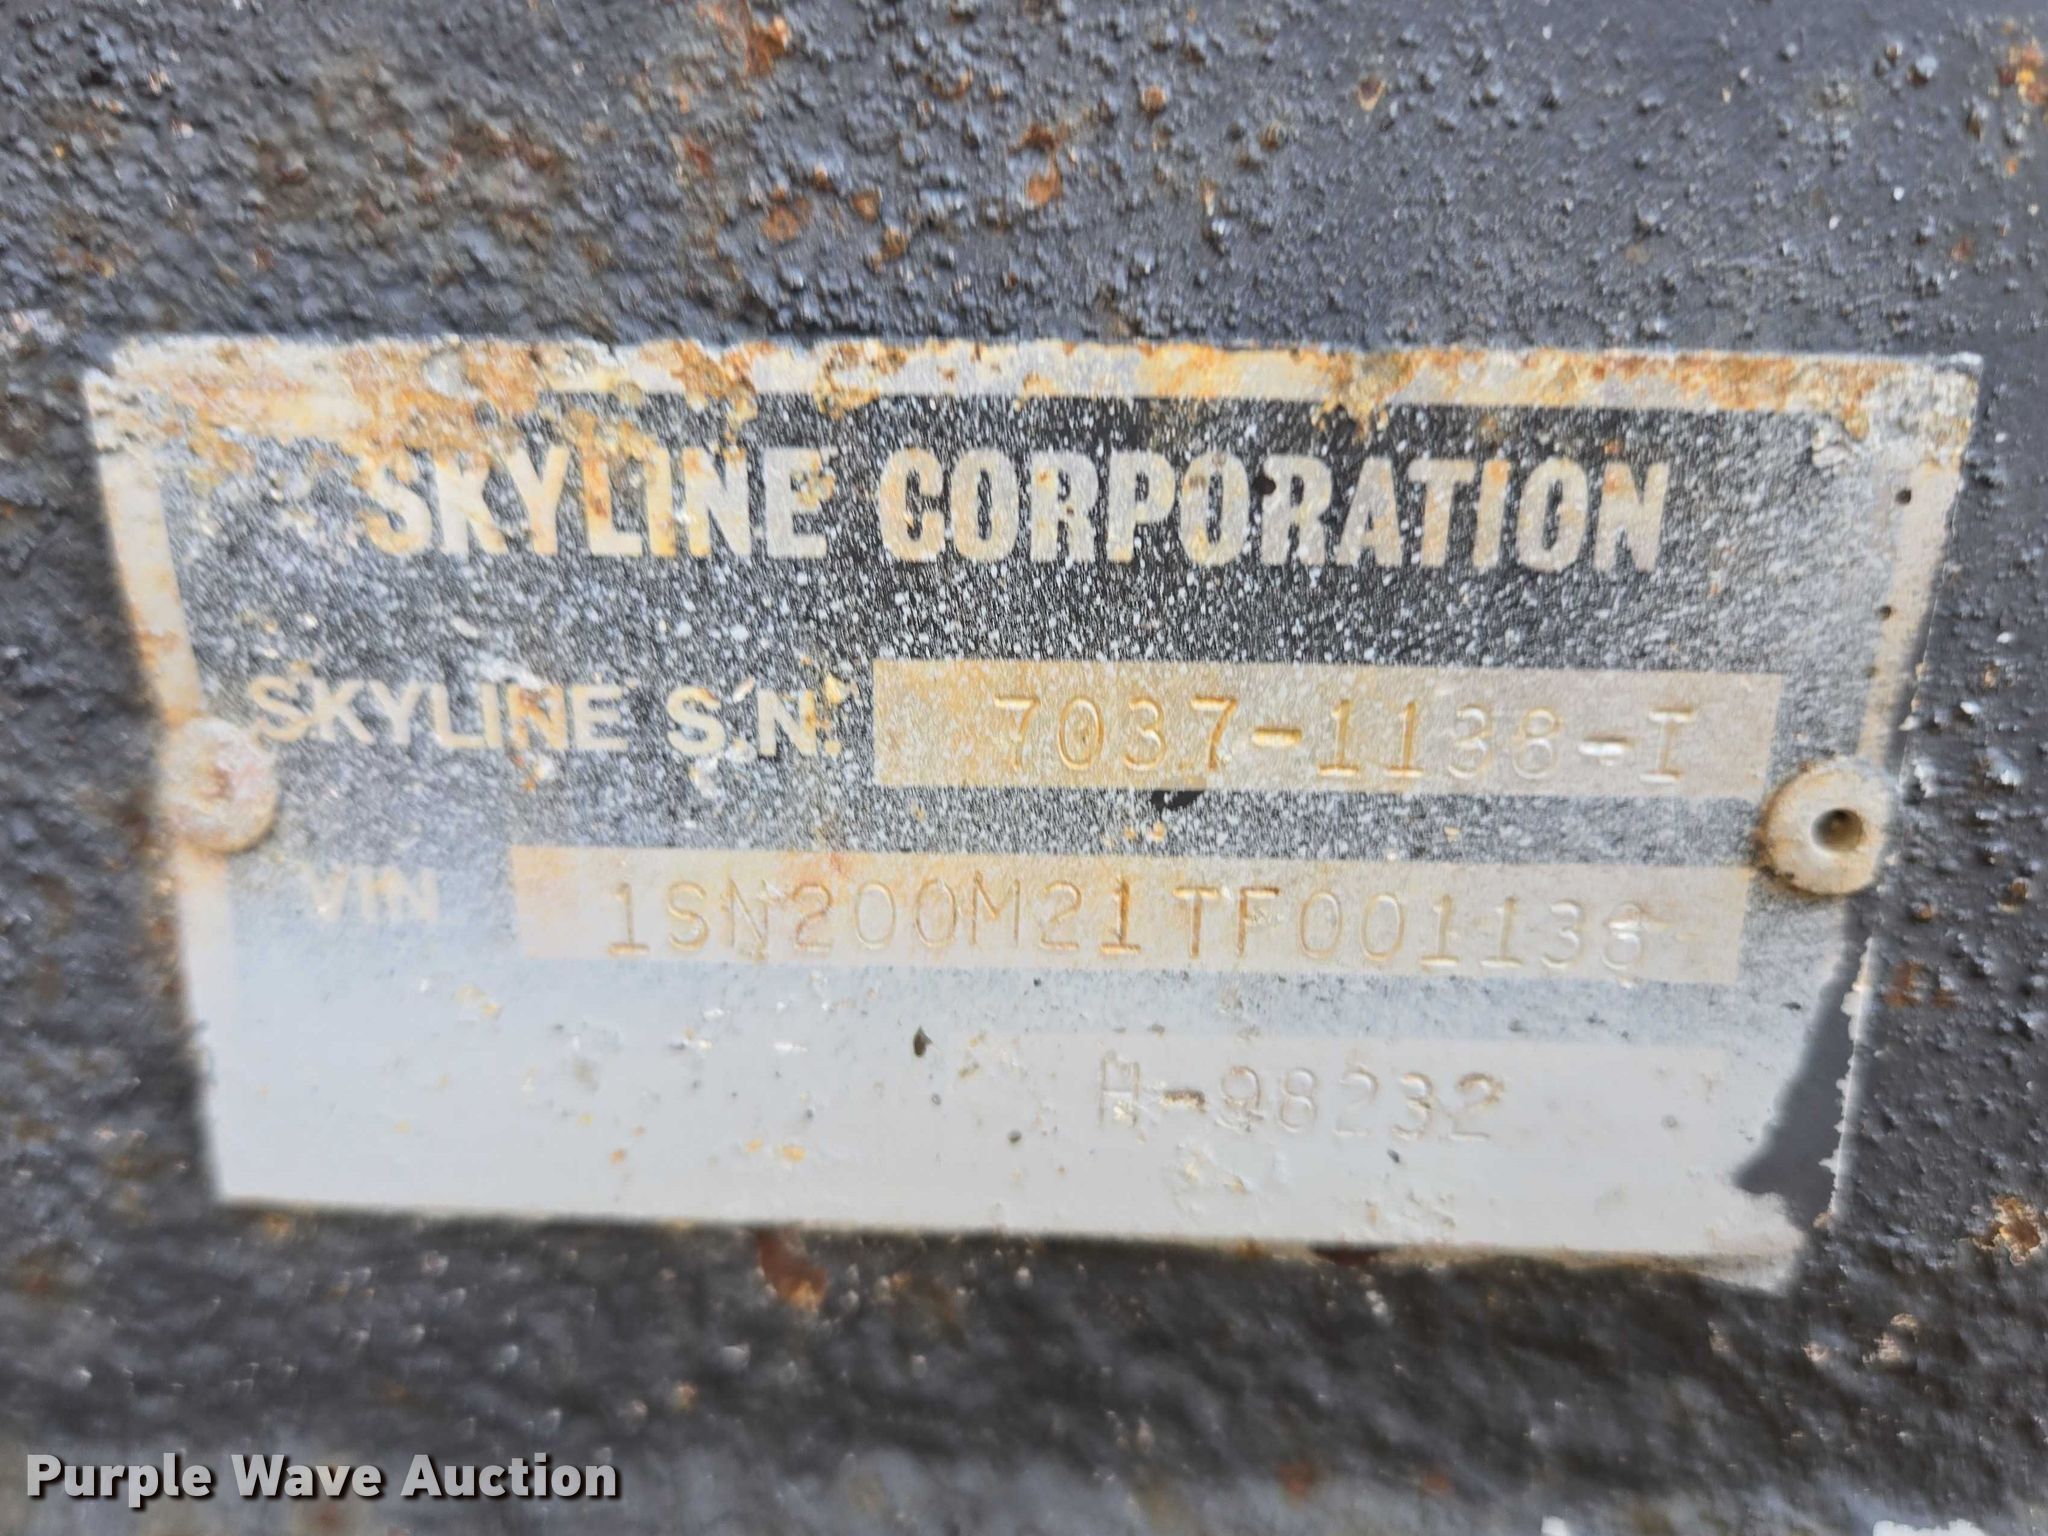 SKYLINE CORPORATION
SKYLINE S.N. 7037-1138-I
VIN 1SN200M21TF001138
H-98232
Purple Wave Auction